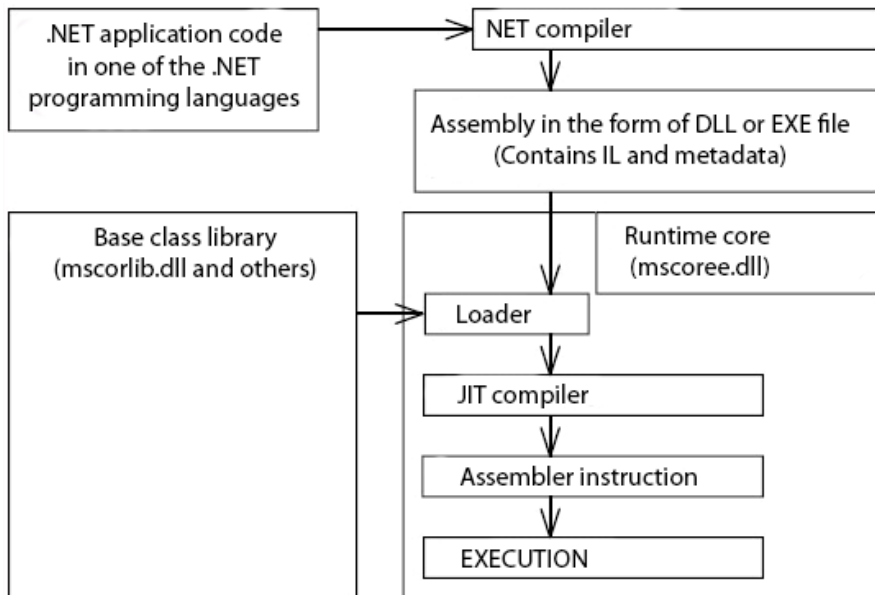 .NET application code
in one of the .NET
programming languages
NET compiler
Assembly in the form of DLL or EXE file
(Contains IL and metadata)
Base class library
(mscorlib.dll and others)
Runtime core
(mscoree.dll)
Loader
JIT compiler
Assembler instruction
EXECUTION